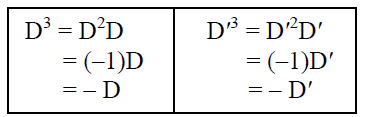 D³ = D²D
= (–1)D
= – D
D′³ = D′²D′
= (–1)D′
= – D′